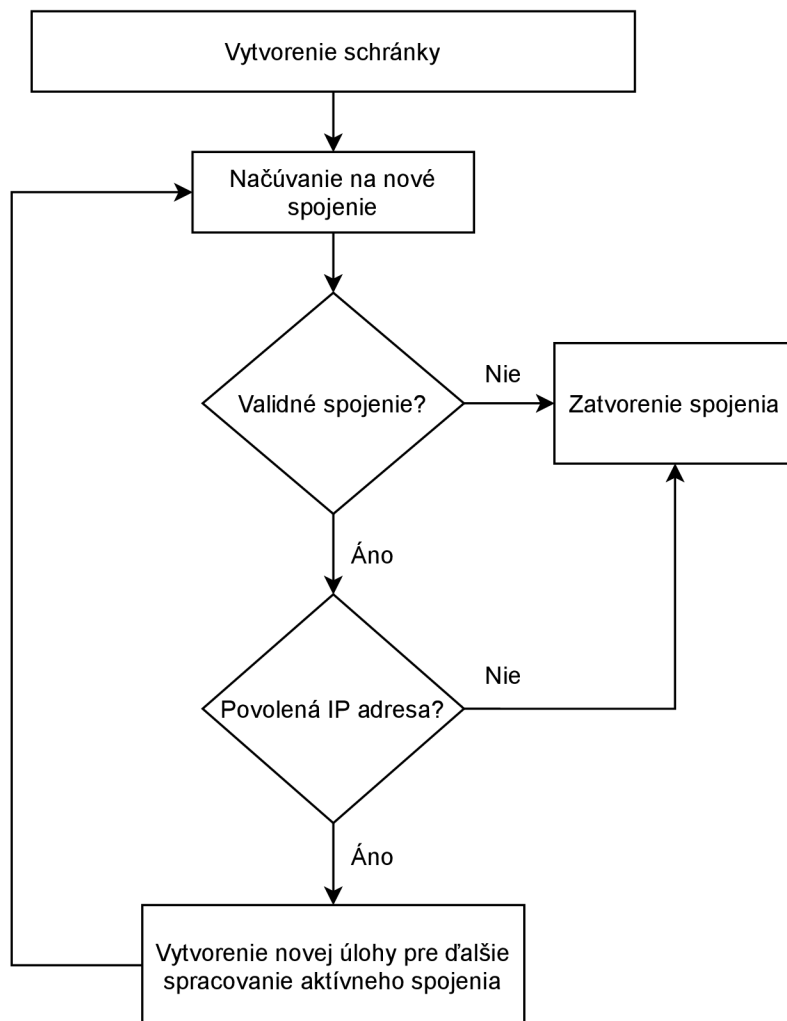 Vytvorenie schránky
Načúvanie na nové
spojenie
Validné spojenie?
Nie
Zatvorenie spojenia
Áno
Povolená IP adresa?
Nie
Áno
Vytvorenie novej úlohy pre ďalšie
spracovanie aktívneho spojenia